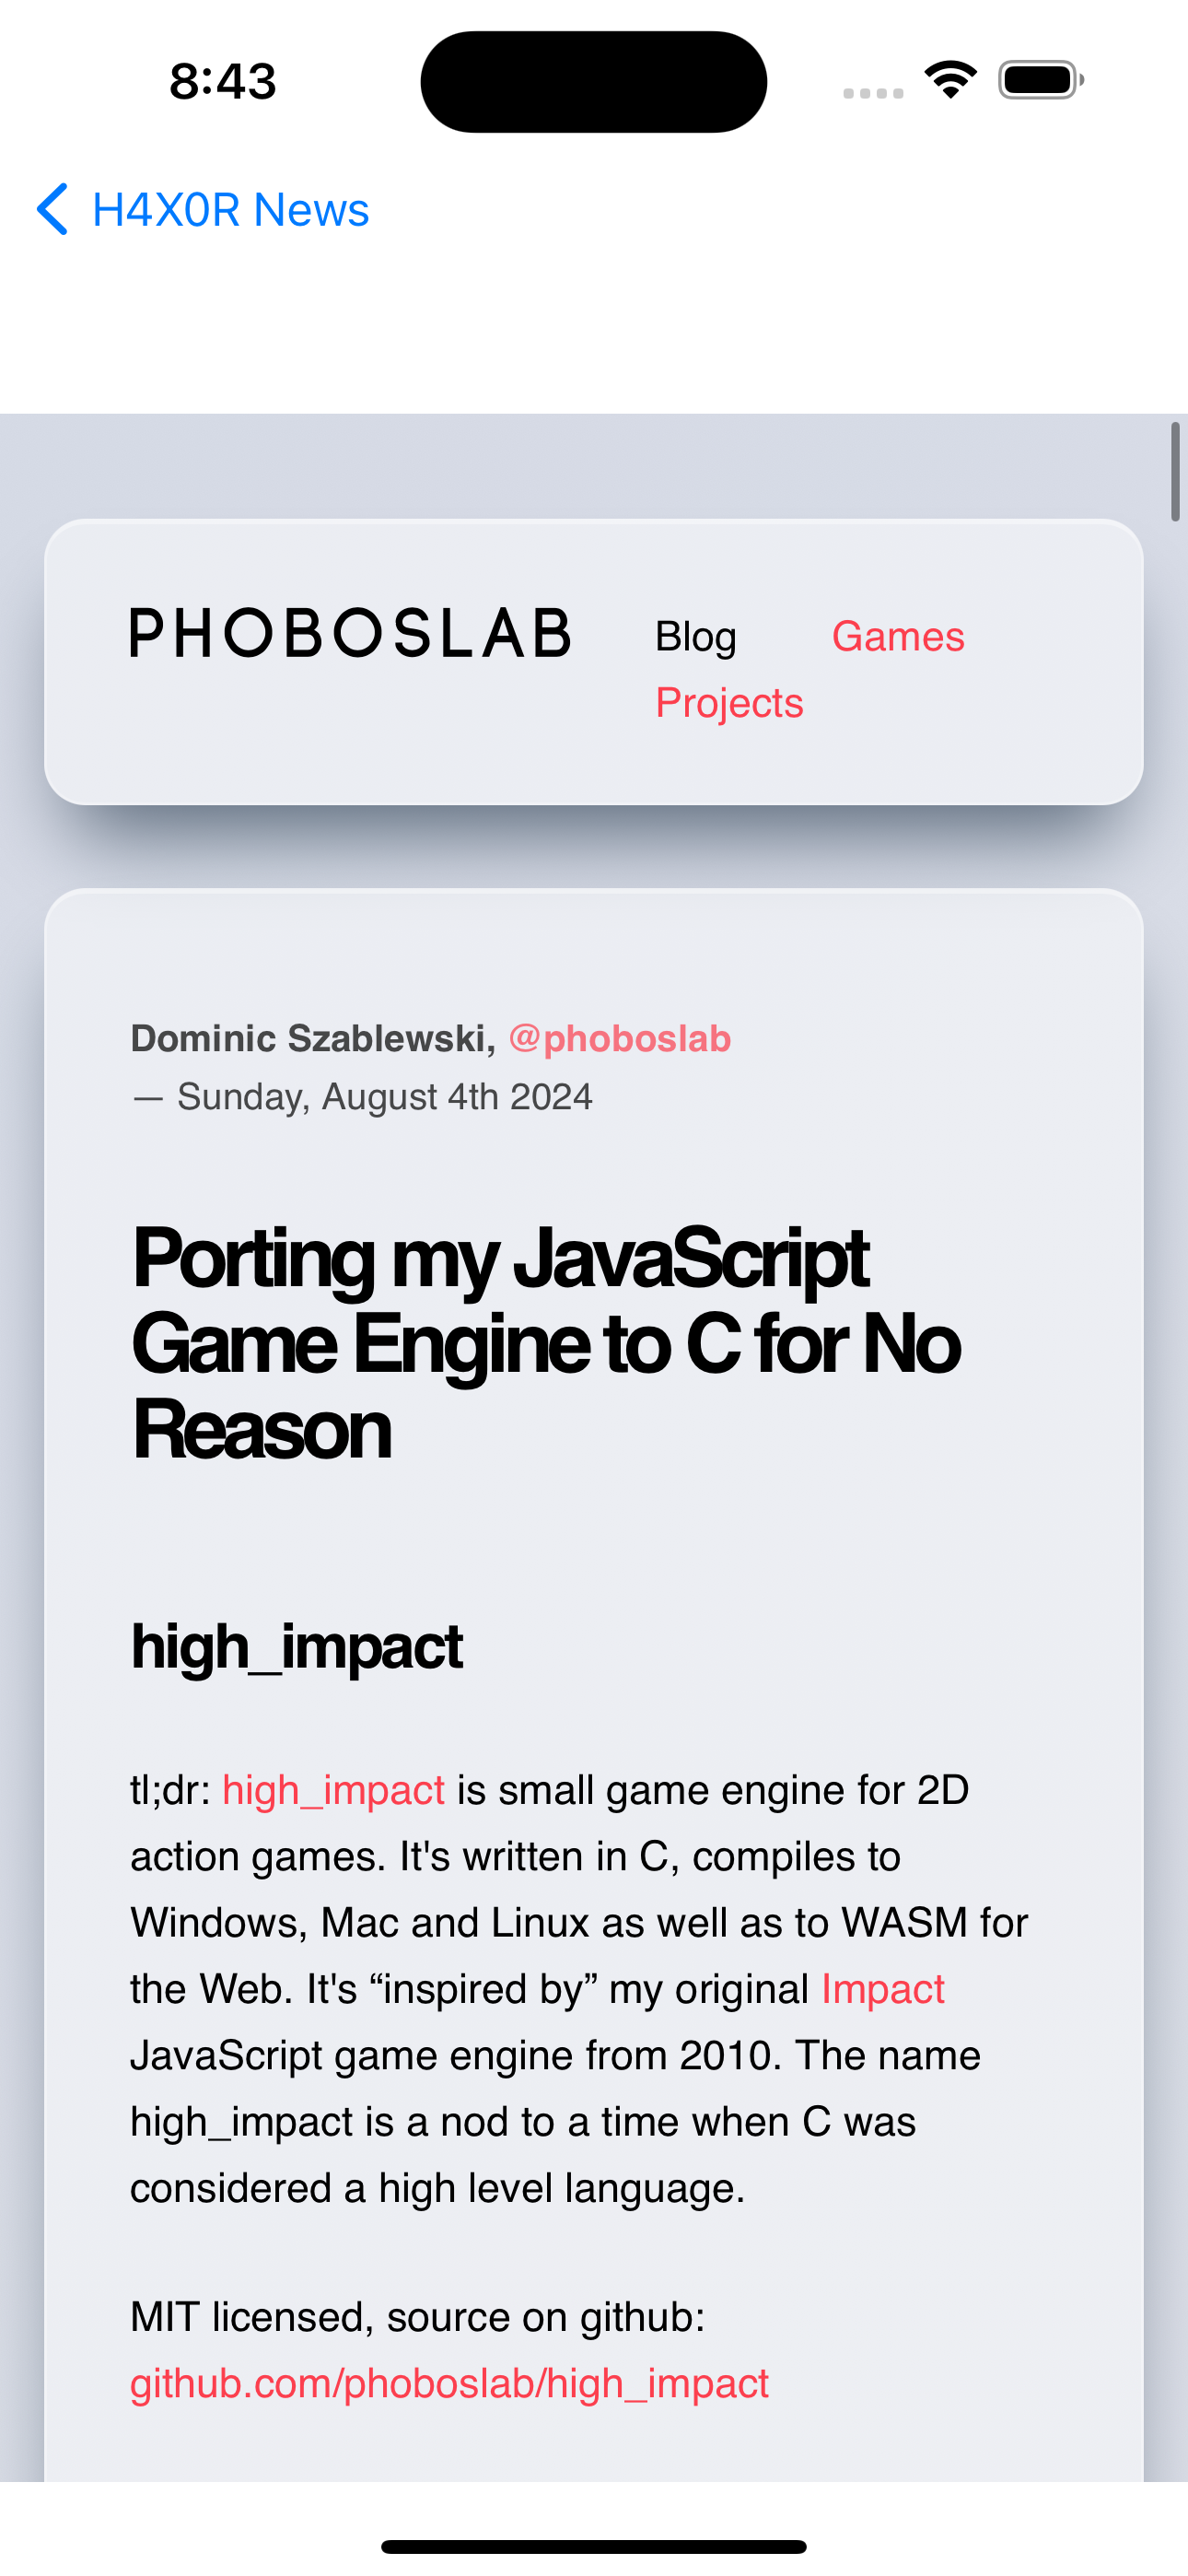 8:43
H4X0R News
PHOBOSLAB
Blog Games
Projects
Dominic Szablewski, @phoboslab
— Sunday, August 4th 2024
Porting my JavaScript
Game Engine to C for No
Reason
high_impact
tl;dr: high_impact is small game engine for 2D
action games. It's written in C, compiles to
Windows, Mac and Linux as well as to WASM for
the Web. It's “inspired by” my original Impact
JavaScript game engine from 2010. The name
high_impact is a nod to a time when C was
considered a high level language.
MIT licensed, source on github:
github.com/phoboslab/high_impact